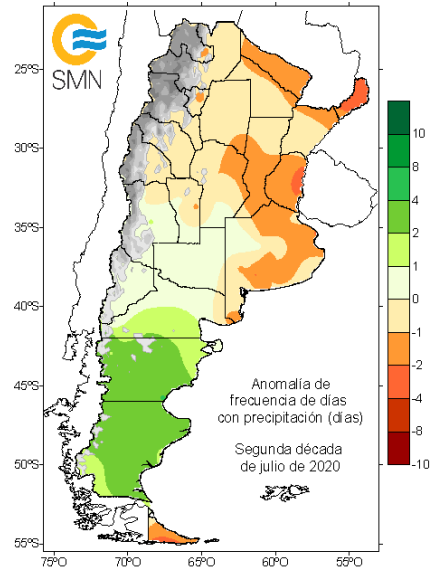 SMN
25°S
30°S
35°S
40°S
45°S
50°S
55°S
75°O
70°O
65°O
60°O
55°O
10
8
4
2
1
0
-1
-2
-4
-8
-10
Anomalía de
frecuencia de días
con precipitación (días)
Segunda década
de julio de 2020